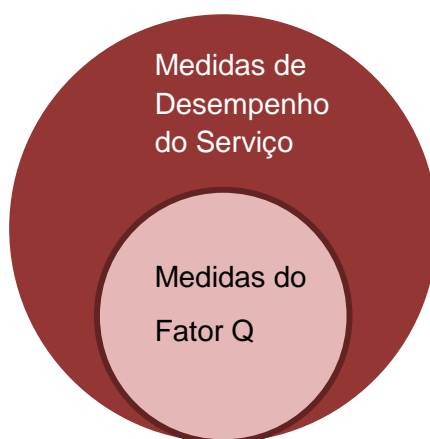 Medidas de
Desempenho
do Serviço
Medidas do
Fator Q